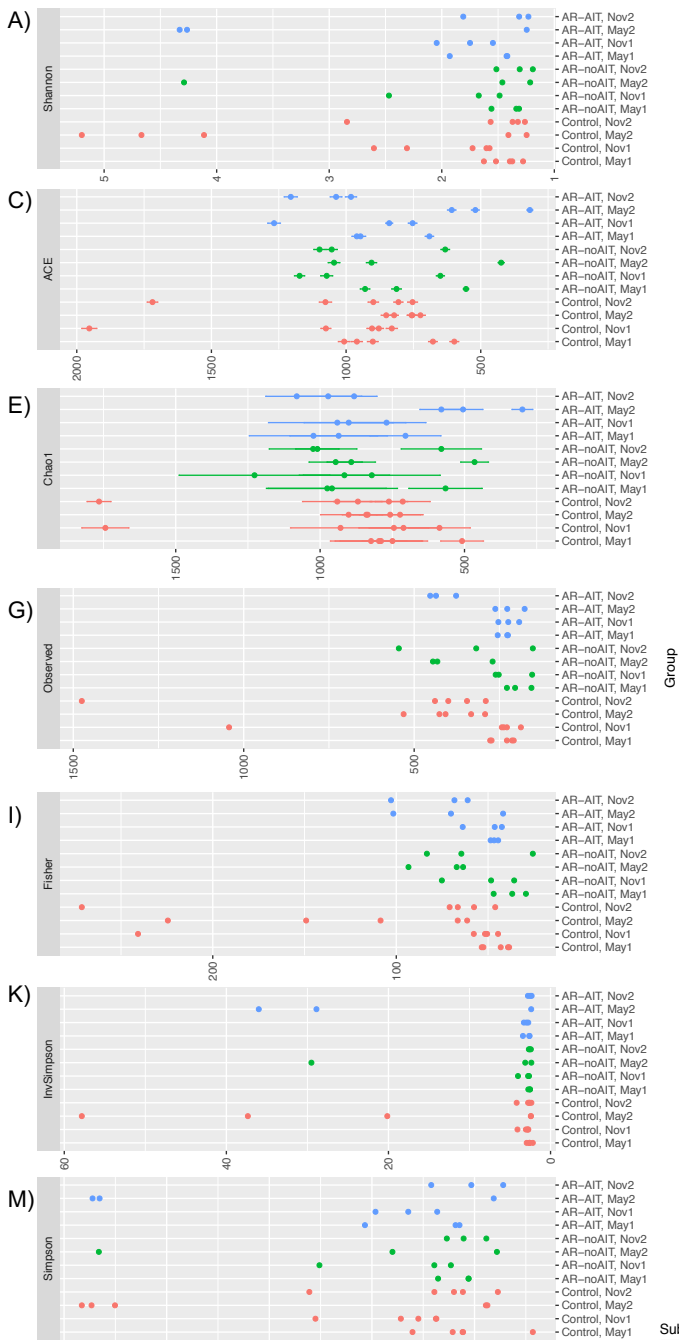 A)
Shannon
AR−AIT, Nov2
AR−AIT, May2
AR−AIT, Nov1
AR−AIT, May1
AR−noAIT, Nov2
AR−noAIT, May2
AR−noAIT, Nov1
AR−noAIT, May1
Control, Nov2
Control, May2
Control, Nov1
Control, May1
5
4
3
2
1
C)
ACE
AR−AIT, Nov2
AR−AIT, May2
AR−AIT, Nov1
AR−AIT, May1
AR−noAIT, Nov2
AR−noAIT, May2
AR−noAIT, Nov1
AR−noAIT, May1
Control, Nov2
Control, May2
Control, Nov1
Control, May1
2000
1500
1000
500
E)
Chao1
AR−AIT, Nov2
AR−AIT, May2
AR−AIT, Nov1
AR−AIT, May1
AR−noAIT, Nov2
AR−noAIT, May2
AR−noAIT, Nov1
AR−noAIT, May1
Control, Nov2
Control, May2
Control, Nov1
Control, May1
1500
1000
500
G)
Observed
AR−AIT, Nov2
AR−AIT, May2
AR−AIT, Nov1
AR−AIT, May1
AR−noAIT, Nov2
AR−noAIT, May2
AR−noAIT, Nov1
AR−noAIT, May1
Control, Nov2
Control, May2
Control, Nov1
Control, May1
1500
1000
500
Group
I)
Fisher
AR−AIT, Nov2
AR−AIT, May2
AR−AIT, Nov1
AR−AIT, May1
AR−noAIT, Nov2
AR−noAIT, May2
AR−noAIT, Nov1
AR−noAIT, May1
Control, Nov2
Control, May2
Control, Nov1
Control, May1
200
100
K)
InvSimpson
AR−AIT, Nov2
AR−AIT, May2
AR−AIT, Nov1
AR−AIT, May1
AR−noAIT, Nov2
AR−noAIT, May2
AR−noAIT, Nov1
AR−noAIT, May1
Control, Nov2
Control, May2
Control, Nov1
Control, May1
60
40
20
0
M)
Simpson
AR−AIT, Nov2
AR−AIT, May2
AR−AIT, Nov1
AR−AIT, May1
AR−noAIT, Nov2
AR−noAIT, May2
AR−noAIT, Nov1
AR−noAIT, May1
Control, Nov2
Control, May2
Control, Nov1
Control, May1